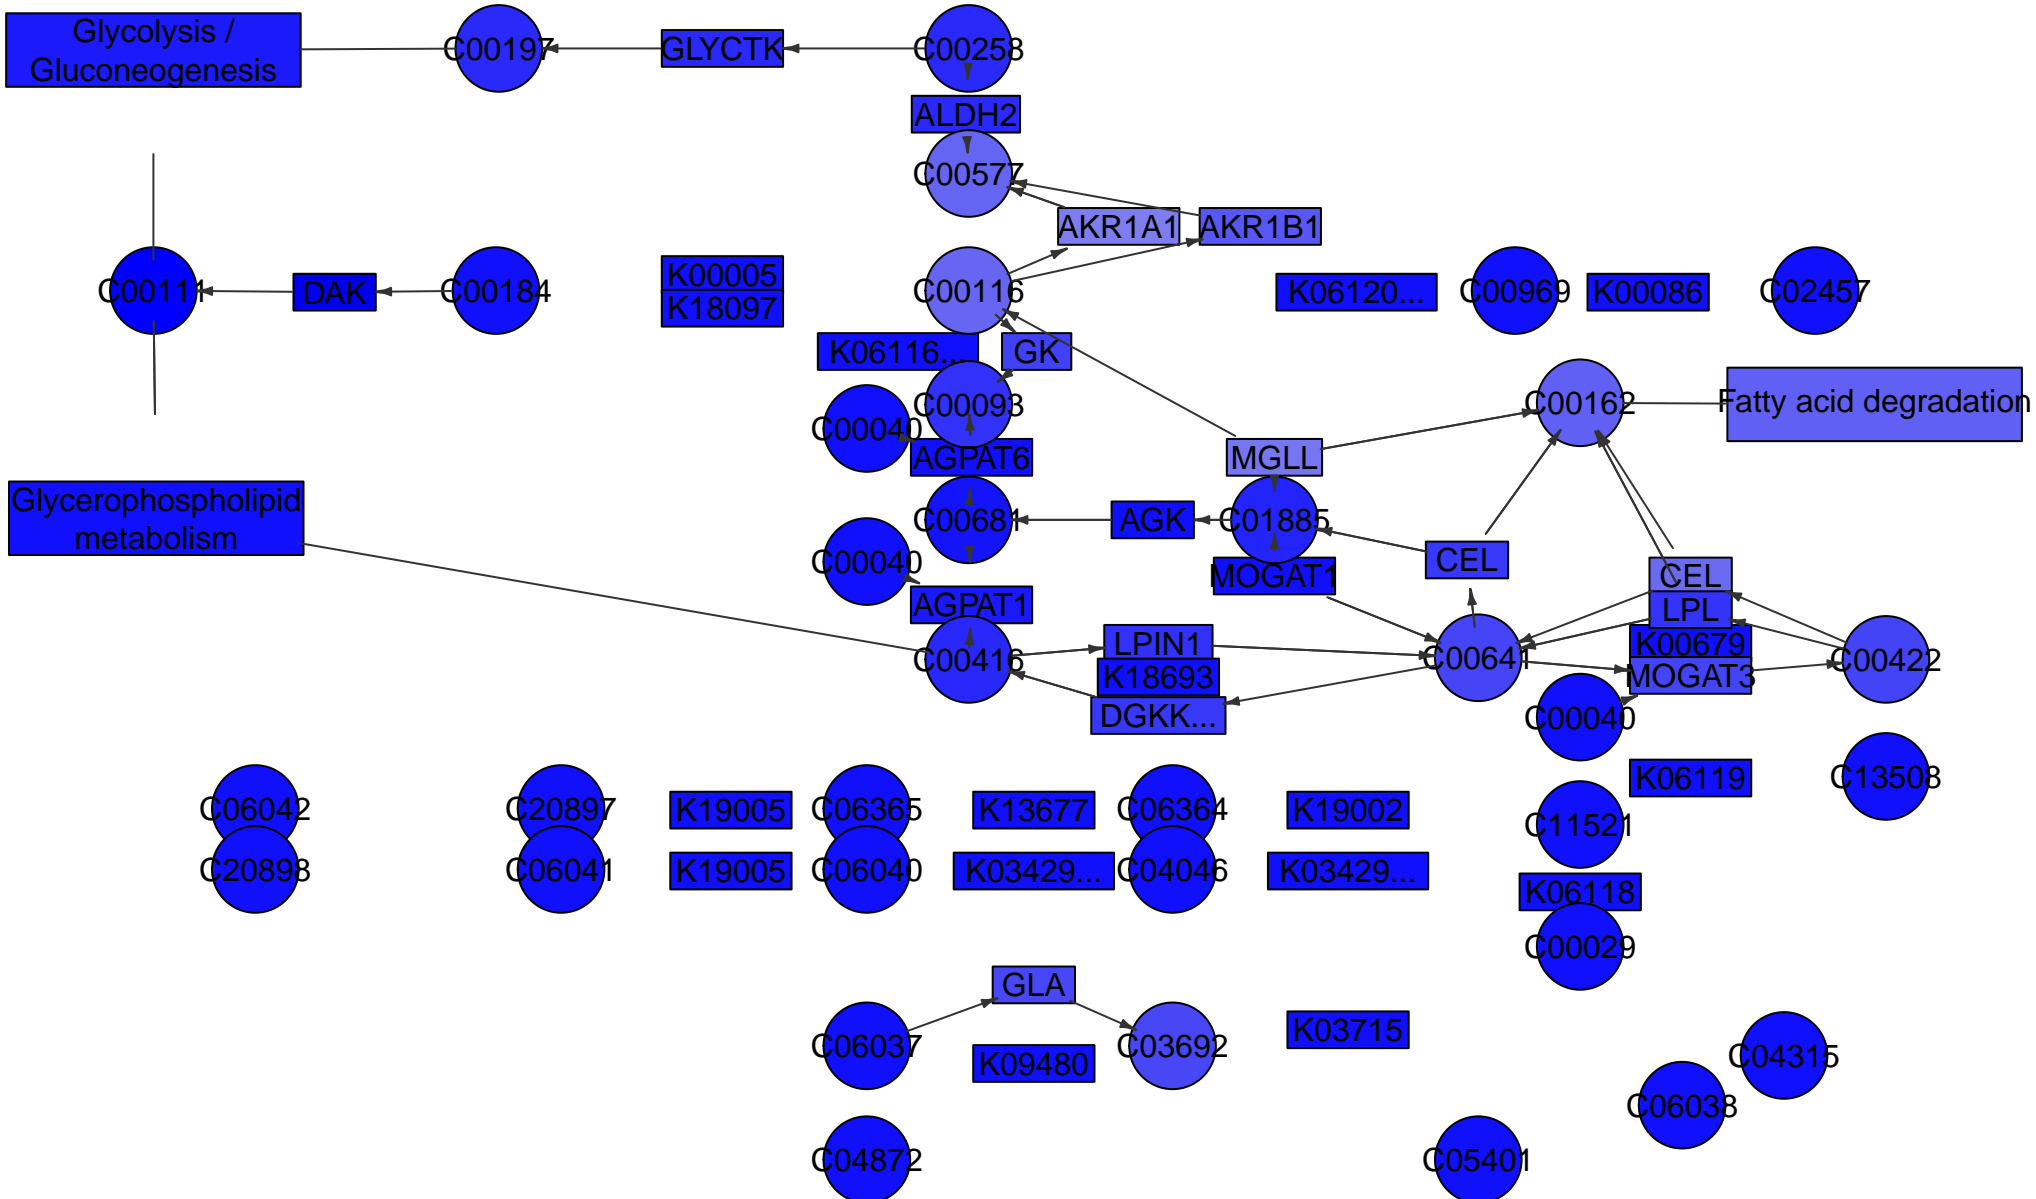 Glycolysis /
Gluconeogenesis
C00197
GLYCTK
C00258
ALDH2
C00577
AKR1A1
AKR1B1
C00111
DAK
C00184
K00005
K18097
C00116
K06120...
C00969
K00086
C02457
K06116...
GK
C00093
C00040
AGPAT6
MGLL
C00162
Fatty acid degradation
Glycerophospholipid
metabolism
C00681
AGK
C01885
CEL
C00040
MOGAT1
CEL
AGPAT1
LPL
C00416
LPIN1
K18693
DGKK...
C00641
K00679
MOGAT3
C00422
C00040
C06042
C20897
K19005
C06365
K13677
C06364
K19002
K06119
C13508
C11521
C20898
C06041
K19005
C06040
K03429...
C04046
K03429...
K06118
C00029
GLA
C06037
K09480
C03692
K03715
C04315
C06038
C04872
C05401